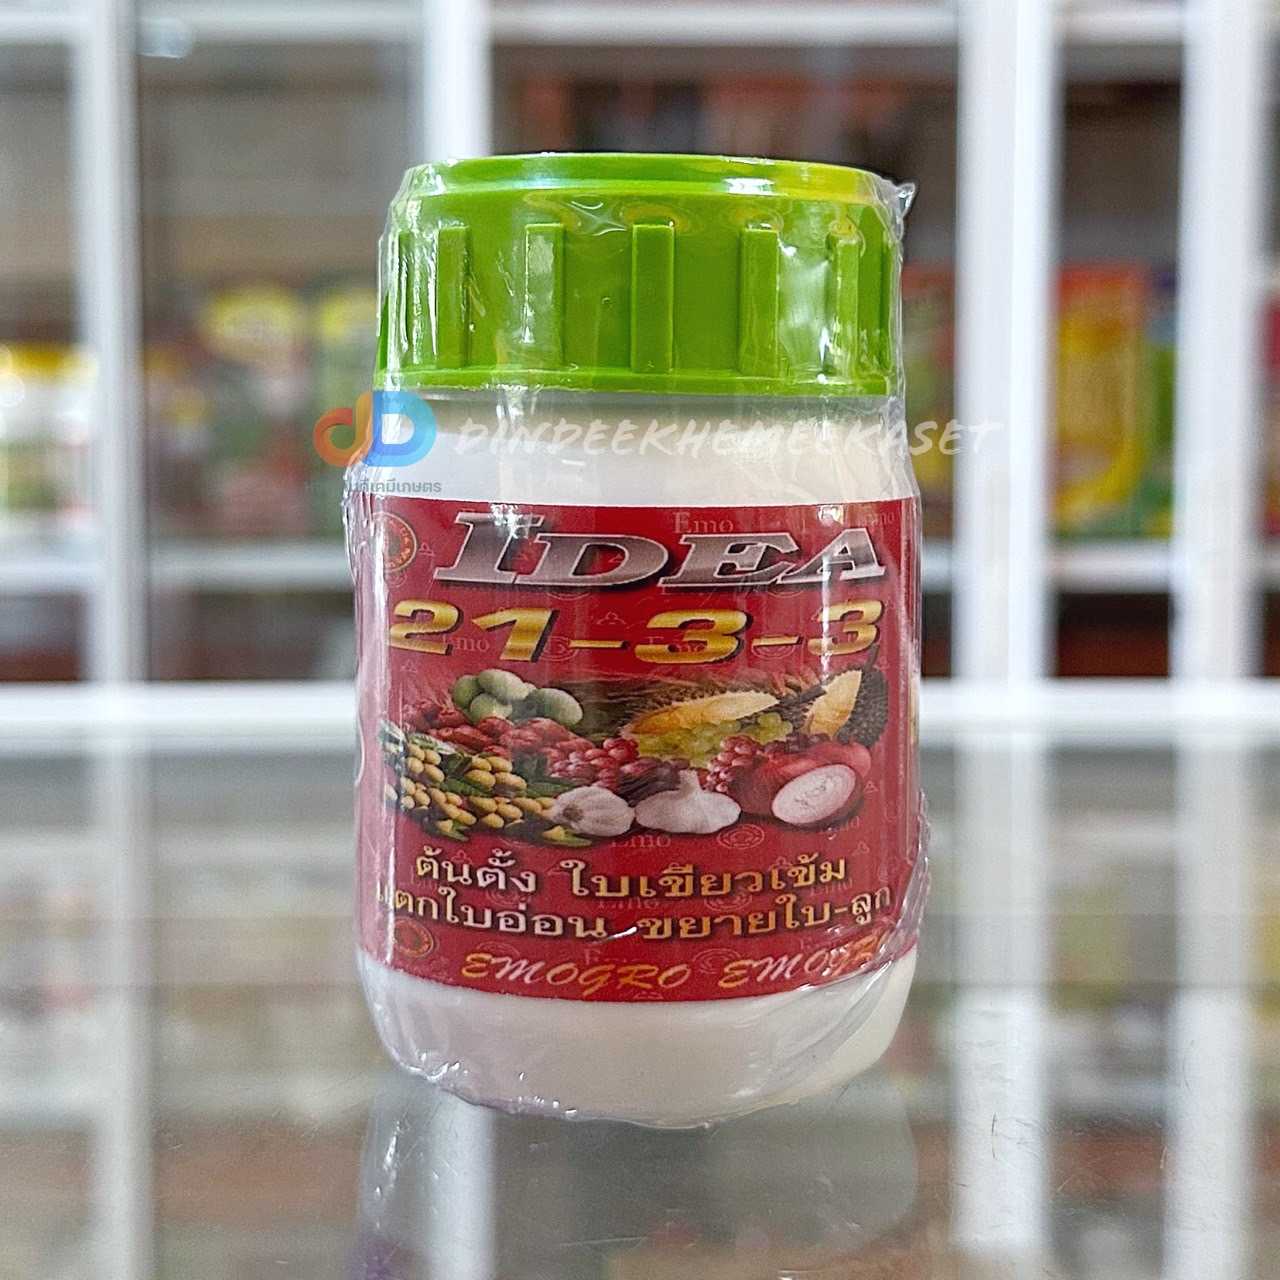 DINDEEKHEMEEKASET
IDEA
21-3-3
ต้นตั้ง ใบเขียวเข้ม
แตกใบอ่อน ขยายใบ-ลูก
EMOGRO EMOGR